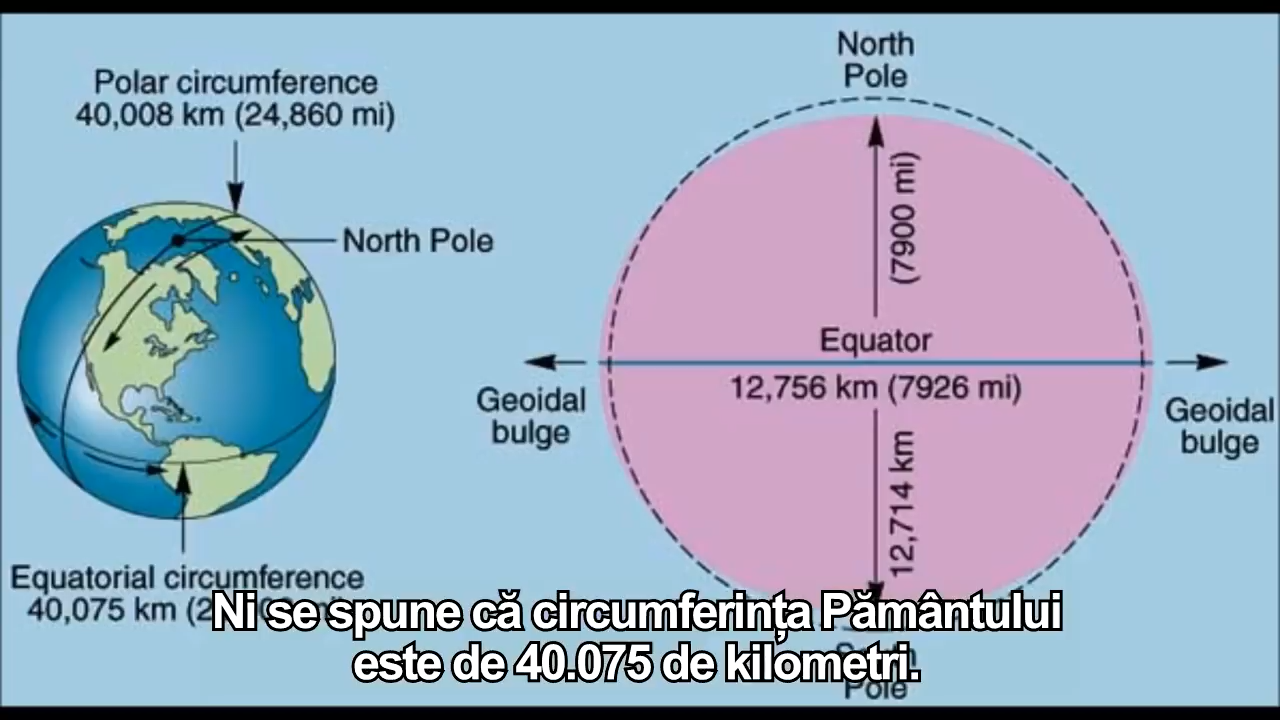 Polar circumference
40,008 km (24,860 mi)
North Pole
Equatorial circumference
40,075 km
North
Pole
(7900 mi)
Equator
12,756 km (7926 mi)
12,714 km
Geoidal
bulge
Geoidal
bulge
South
Pole
Ni se spune că circumferința Pământului
este de 40.075 de kilometri.